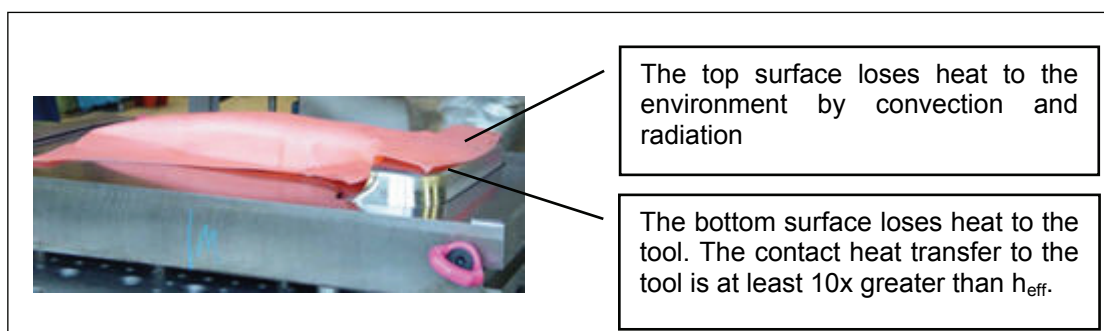 The top surface loses heat to the
environment by convection and
radiation
The bottom surface loses heat to the
tool. The contact heat transfer to the
tool is at least 10x greater than heff.